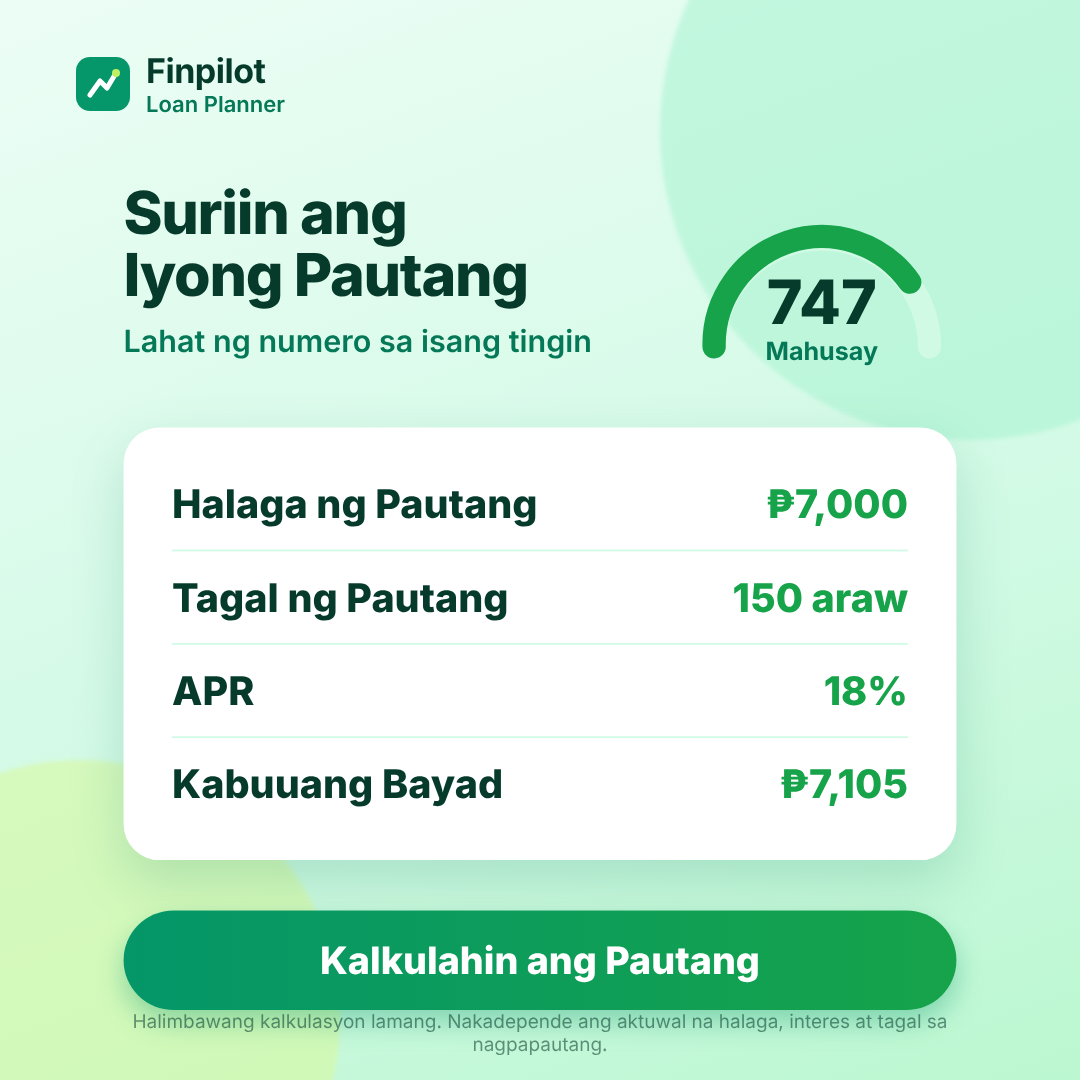 Finpilot
Loan Planner
Suriin ang
Iyong Pautang
Lahat ng numero sa isang tingin
747
Mahusay
Halaga ng Pautang ₱7,000
Tagal ng Pautang 150 araw
APR 18%
Kabuuang Bayad ₱7,105
Kalkulahin ang Pautang
Halimbawang kalkulasyon lamang. Nakadepende ang aktuwal na halaga, interes at tagal sa
nagpapautang.